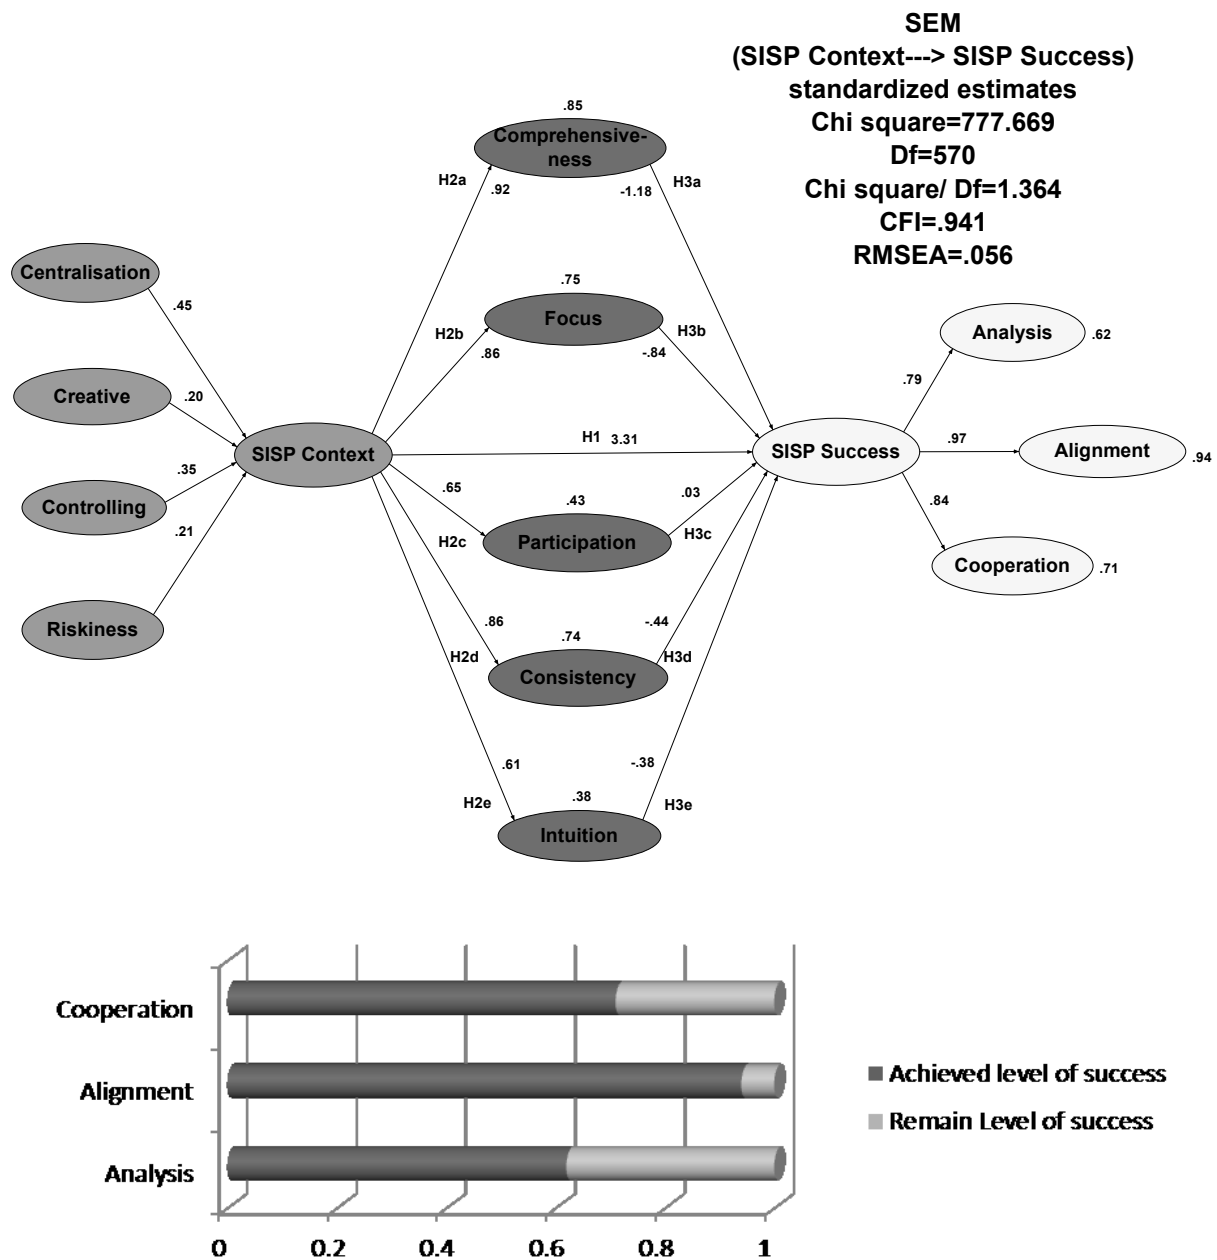 SEM
(SISP Context---> SISP Success)
standardized estimates
Chi square=777.669
Df=570
Chi square/ Df=1.364
CFI=.941
RMSEA=.056
.85
Comprehensive-
ness
H2a
.92
-1.18
H3a
Centralisation
.45
.75
Focus
H2b
.86
-.84
H3b
Analysis
.62
.79
Creative
.20
SISP Context
H1
3.31
SISP Success
.97
Alignment
.94
.35
Controlling
.65
.43
.03
.84
Participation
H2c
H3c
.21
Cooperation
.71
Riskiness
.86
.74
-.44
H2d
H3d
Consistency
.61
-.38
H2e
.38
H3e
Intuition
Cooperation
Alignment
Analysis
0 0.2 0.4 0.6 0.8 1
Achieved level of success
Remain Level of success